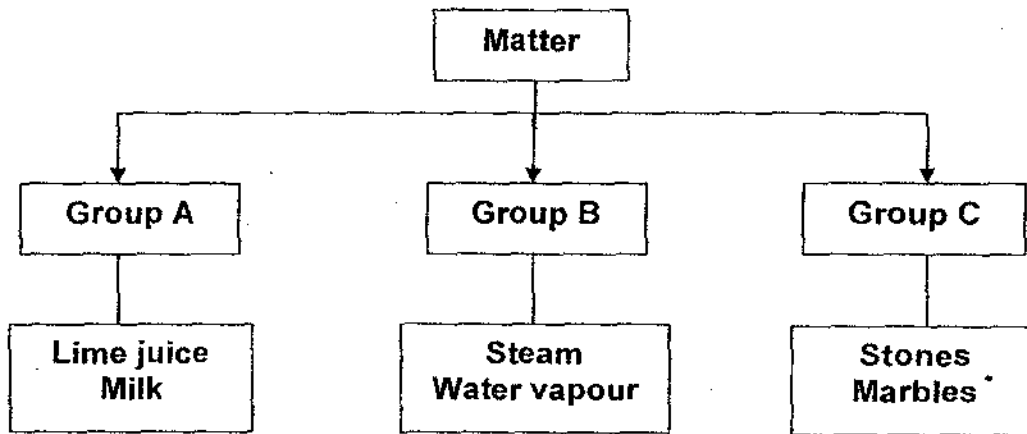 Matter
Group A
Group B
Group C
Lime juice
Milk
Steam
Water vapour
Stones
Marbles